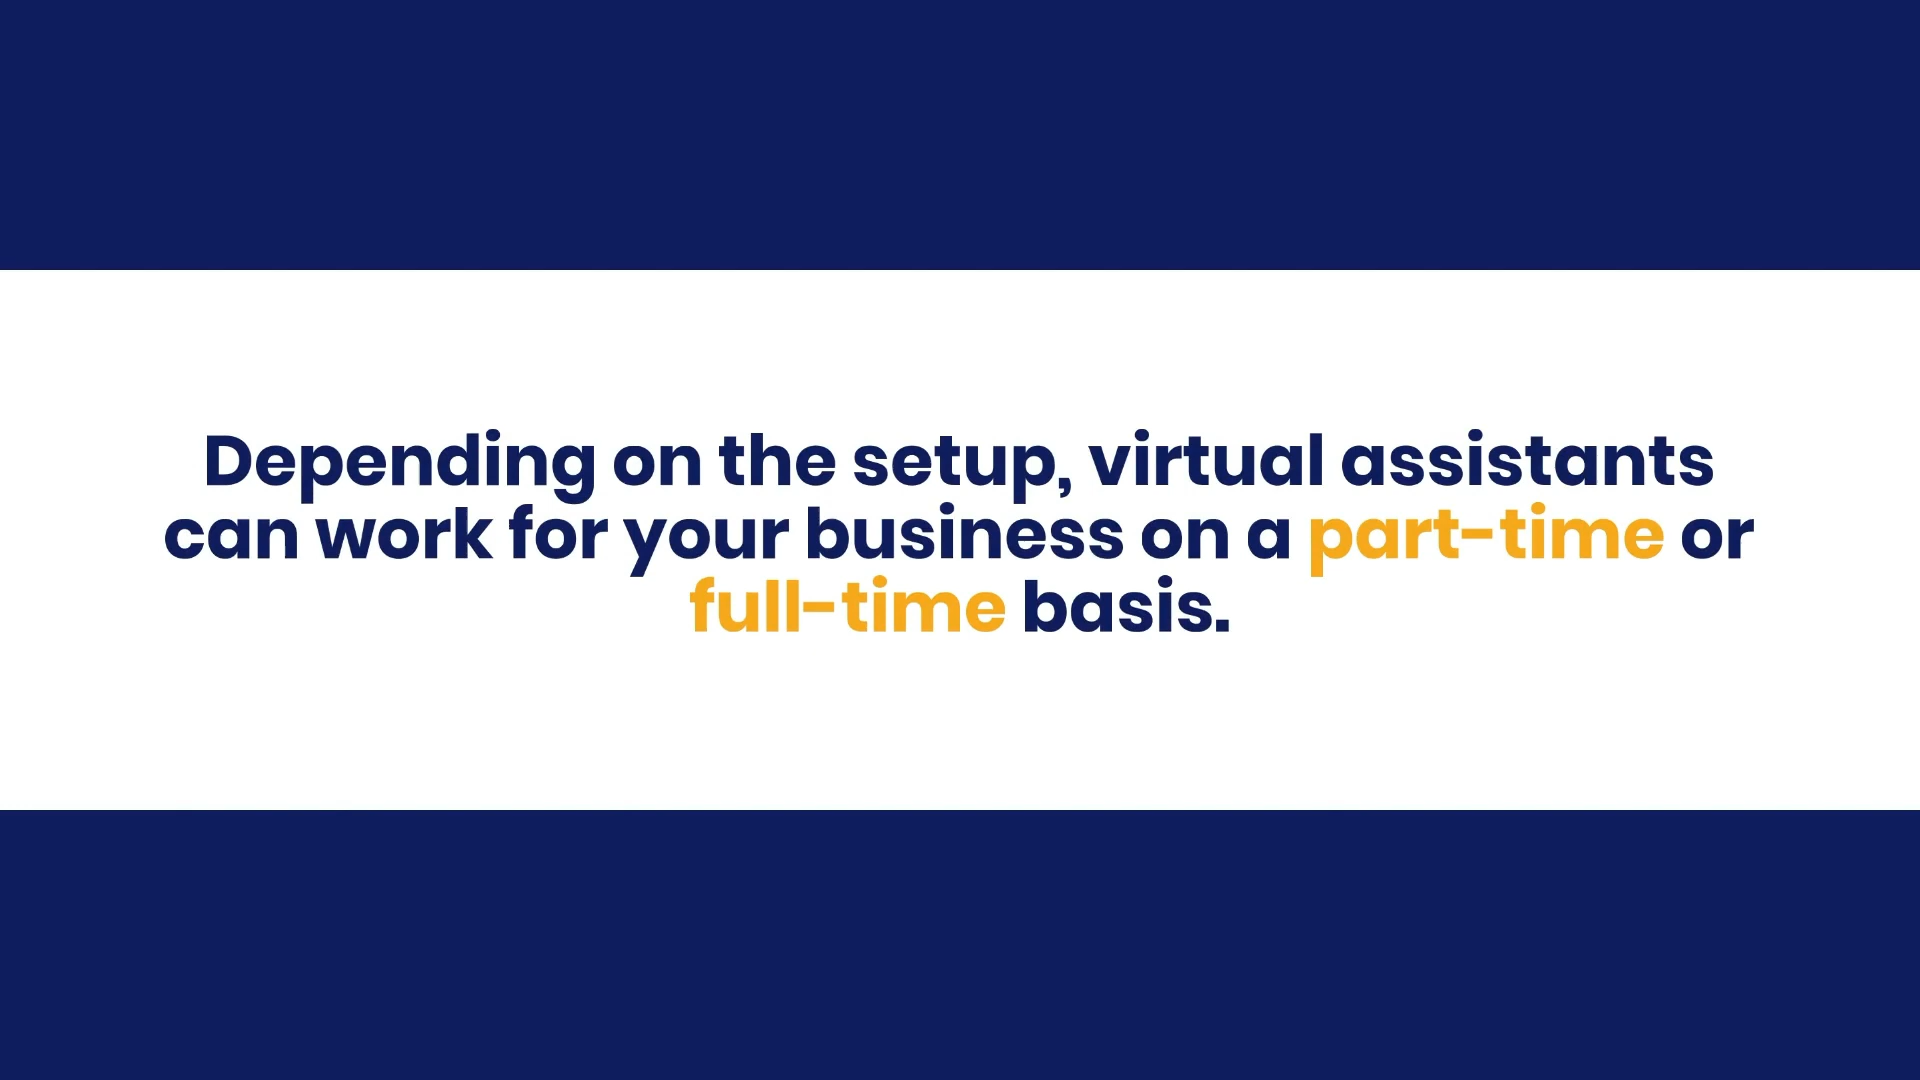 Depending on the setup, virtual assistants
can work for your business on a part-time or
full-time basis.